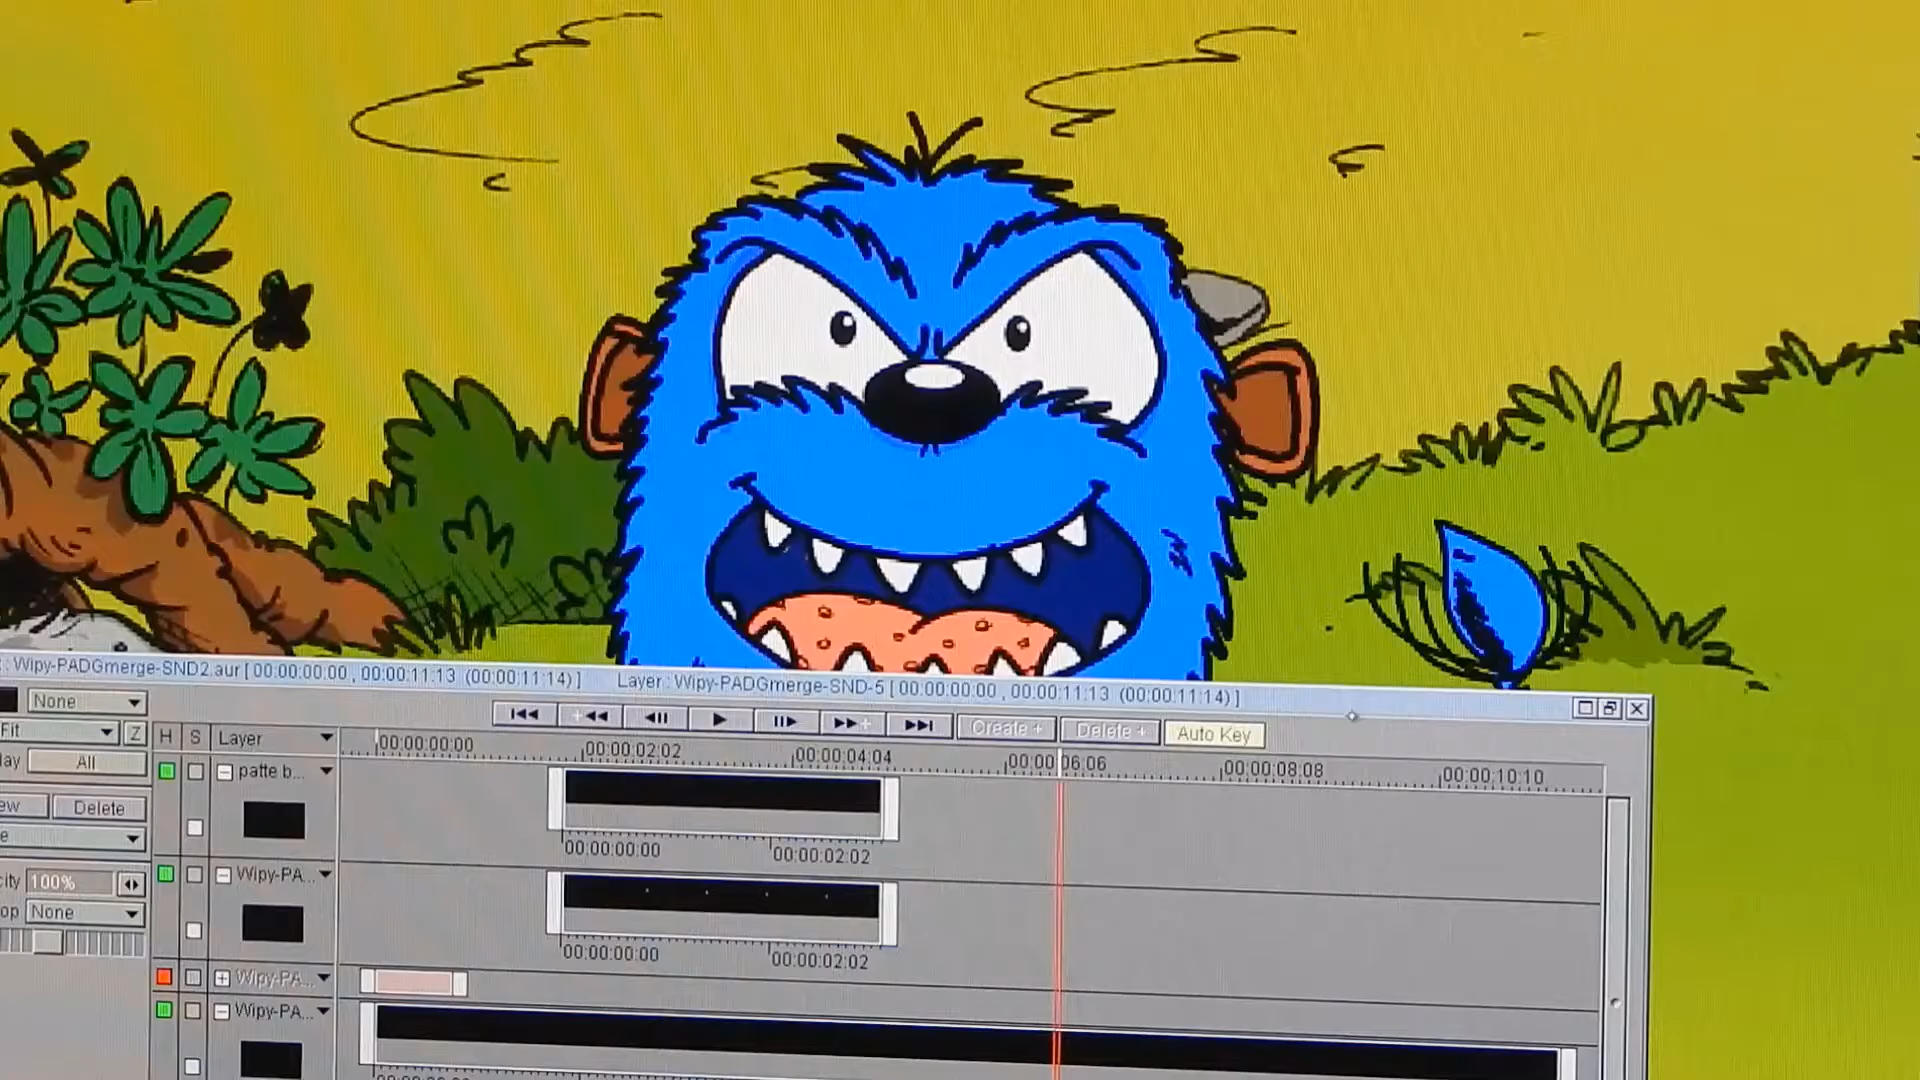 : Wipy-PADGmerge-SND2.aur [ 00:00:00:00 , 00:00:11:13 (00:00:11:14) ] Layer : Wipy-PADGmerge-SND-5 [ 00:00:00:00 , 00:00:11:13 (00:00:11:14) ]
None
Create + Delete + Auto Key
Fit Z H S Layer
00:00:00:00 00:00:02:02 00:00:04:04 00:00:06:06 00:00:08:08 00:00:10:10
lay All
patte b...
ew Delete
00:00:00:00 00:00:02:02
e
Wipy-PA...
city 100%
op None
00:00:00:00 00:00:02:02
Wipy-PA...
Wipy-PA...